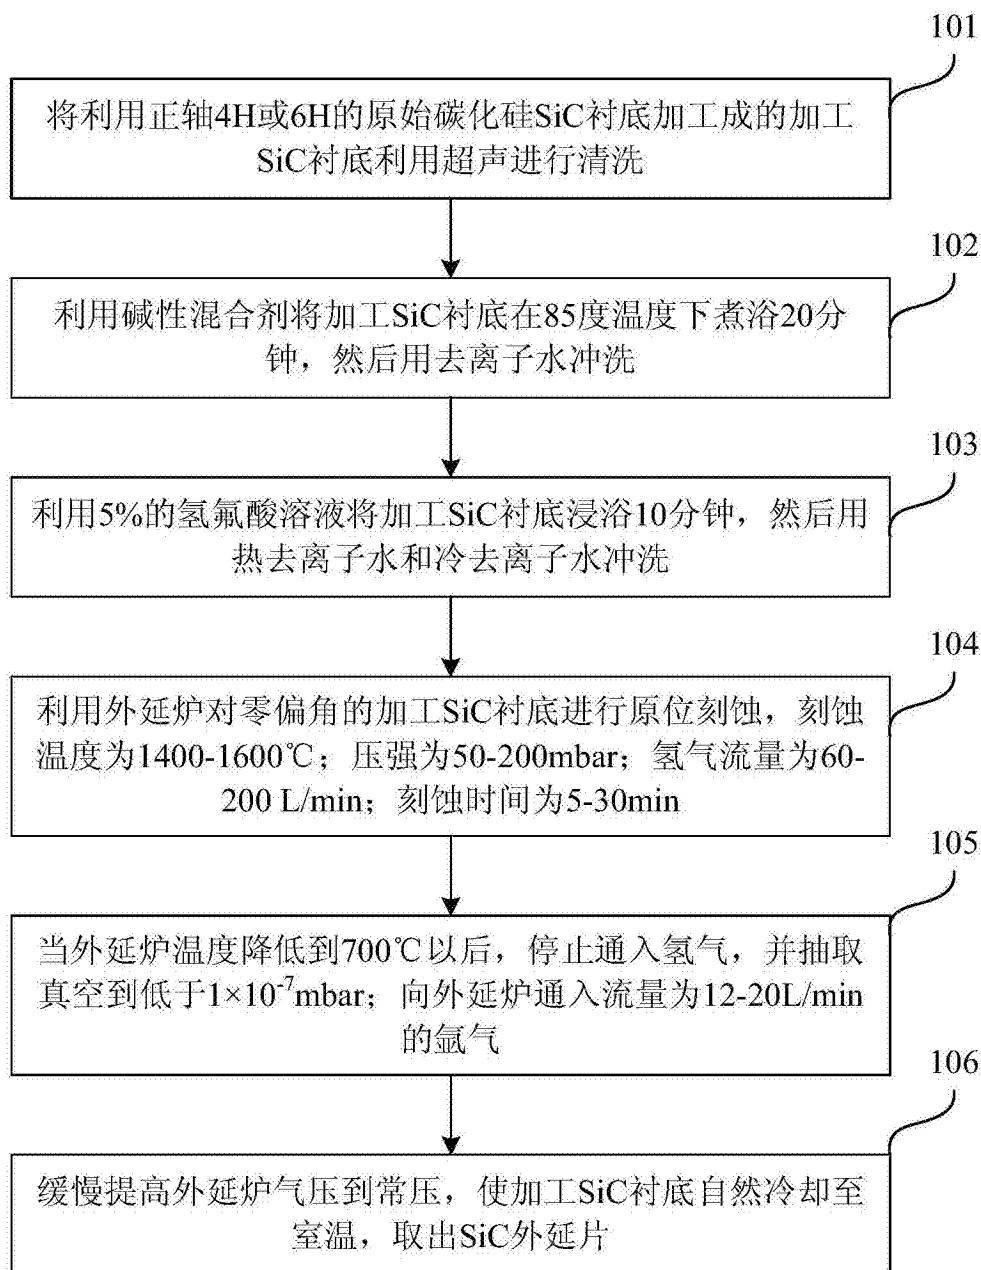 101
将利用正轴4H或6H的原始碳化硅SiC衬底加工成的加工
SiC衬底利用超声进行清洗
102
利用碱性混合剂将加工SiC衬底在85度温度下煮浴20分
钟，然后用去离子水冲洗
103
利用5%的氢氟酸溶液将加工SiC衬底浸浴10分钟，然后用
热去离子水和冷去离子水冲洗
104
利用外延炉对零偏角的加工SiC衬底进行原位刻蚀，刻蚀
温度为1400-1600℃；压强为50-200mbar；氢气流量为60-
200 L/min；刻蚀时间为5-30min
105
当外延炉温度降低到700℃以后，停止通入氢气，并抽取
真空到低于1×10⁻⁷mbar；向外延炉通入流量为12-20L/min
的氩气
106
缓慢提高外延炉气压到常压，使加工SiC衬底自然冷却至
室温，取出SiC外延片